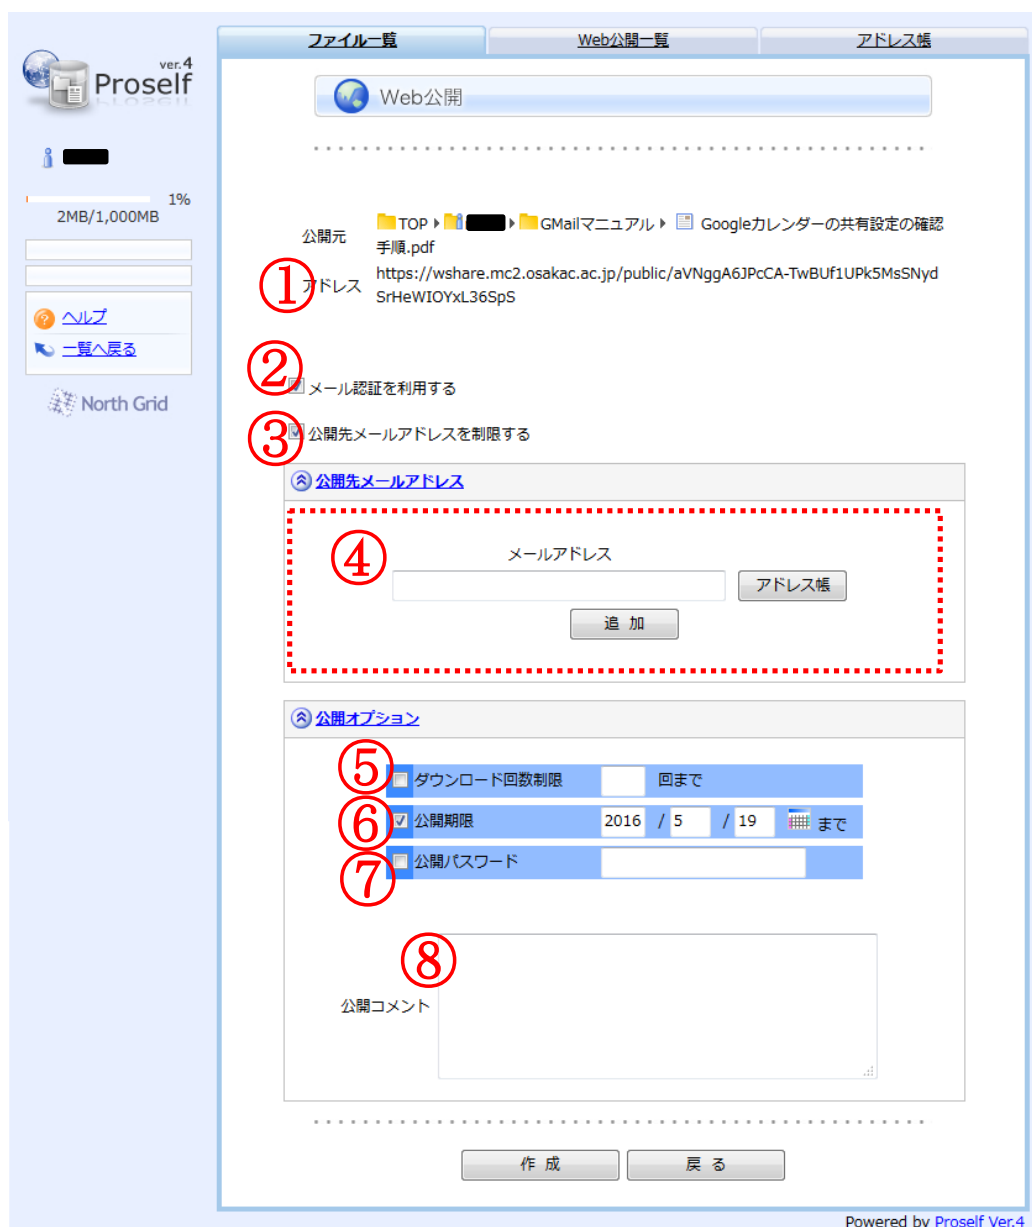 ファイル一覧
Web公開一覧
アドレス帳
ver.4
Proself
1%
2MB/1,000MB
ヘルプ
一覧へ戻る
North Grid
Web公開
公開元
TOP GMailマニュアル Googleカレンダーの共有設定の確認
手順.pdf
① アドレス
https://wshare.mc2.osakac.ac.jp/public/aVNggA6JPcCA-TwBUf1UPk5MsSNyd
SrHeWIOYxL36SpS
② メール認証を利用する
③ 公開先メールアドレスを制限する
公開先メールアドレス
④
メールアドレス
アドレス帳
追 加
公開オプション
⑤ ダウンロード回数制限 回まで
⑥ 公開期限 2016 / 5 / 19 まで
⑦ 公開パスワード
⑧
公開コメント
作 成
戻 る
Powered by Proself Ver.4